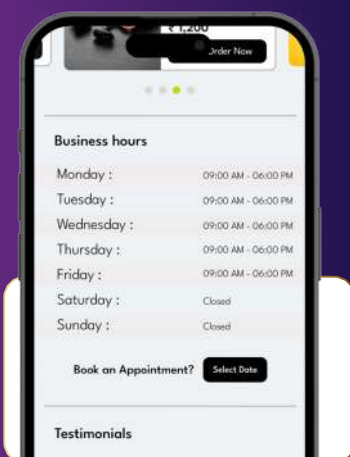 ₹ 1,200
Order Now
Business hours
Monday : 09:00 AM - 06:00 PM
Tuesday : 09:00 AM - 06:00 PM
Wednesday : 09:00 AM - 06:00 PM
Thursday : 09:00 AM - 06:00 PM
Friday : 09:00 AM - 06:00 PM
Saturday : Closed
Sunday : Closed
Book an Appointment? Select Date
Testimonials